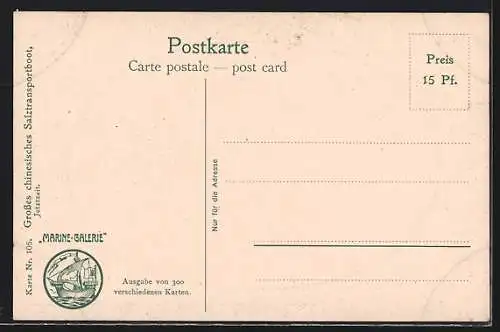 Postkarte
Carte postale — post card
Preis
15 Pf.
Karte Nr. 105. Großes chinesisches Salztransportboot,
Jetztzeit.
Nur für die Adresse
„MARINE-GALERIE“
Ausgabe von 300
verschiedenen Karten.